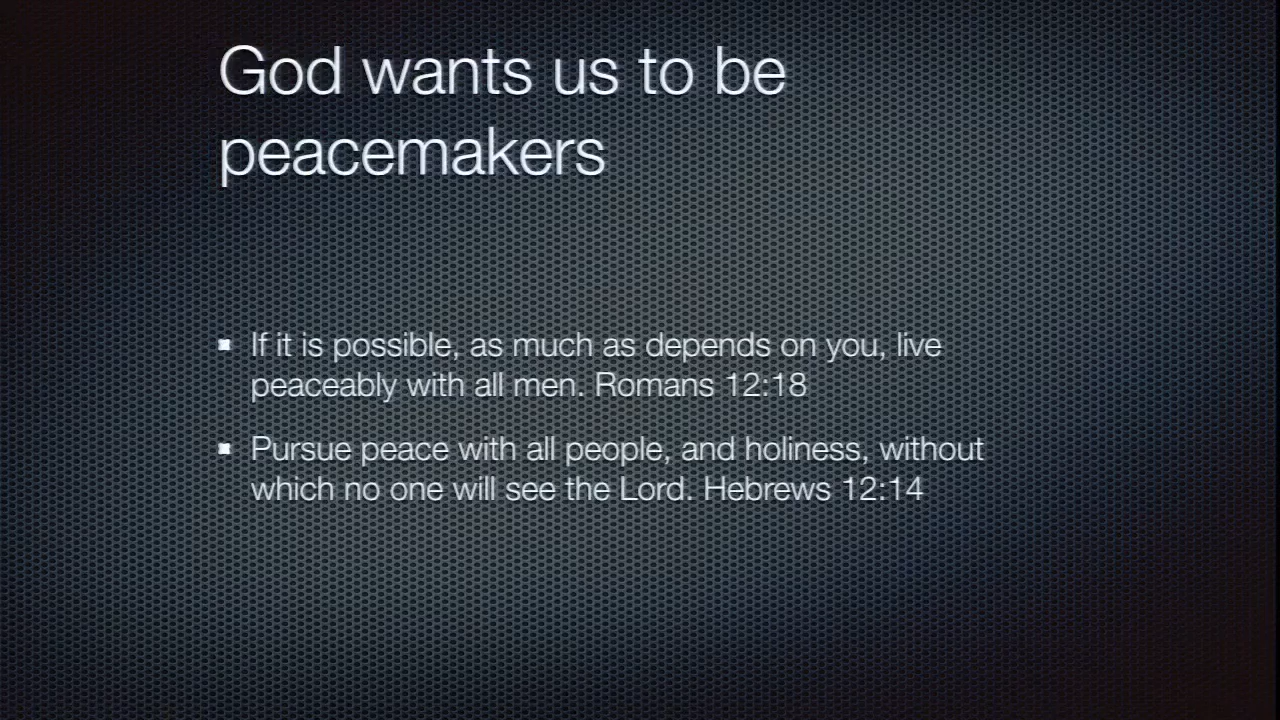 God wants us to be
peacemakers
If it is possible, as much as depends on you, live
peaceably with all men. Romans 12:18
Pursue peace with all people, and holiness, without
which no one will see the Lord. Hebrews 12:14